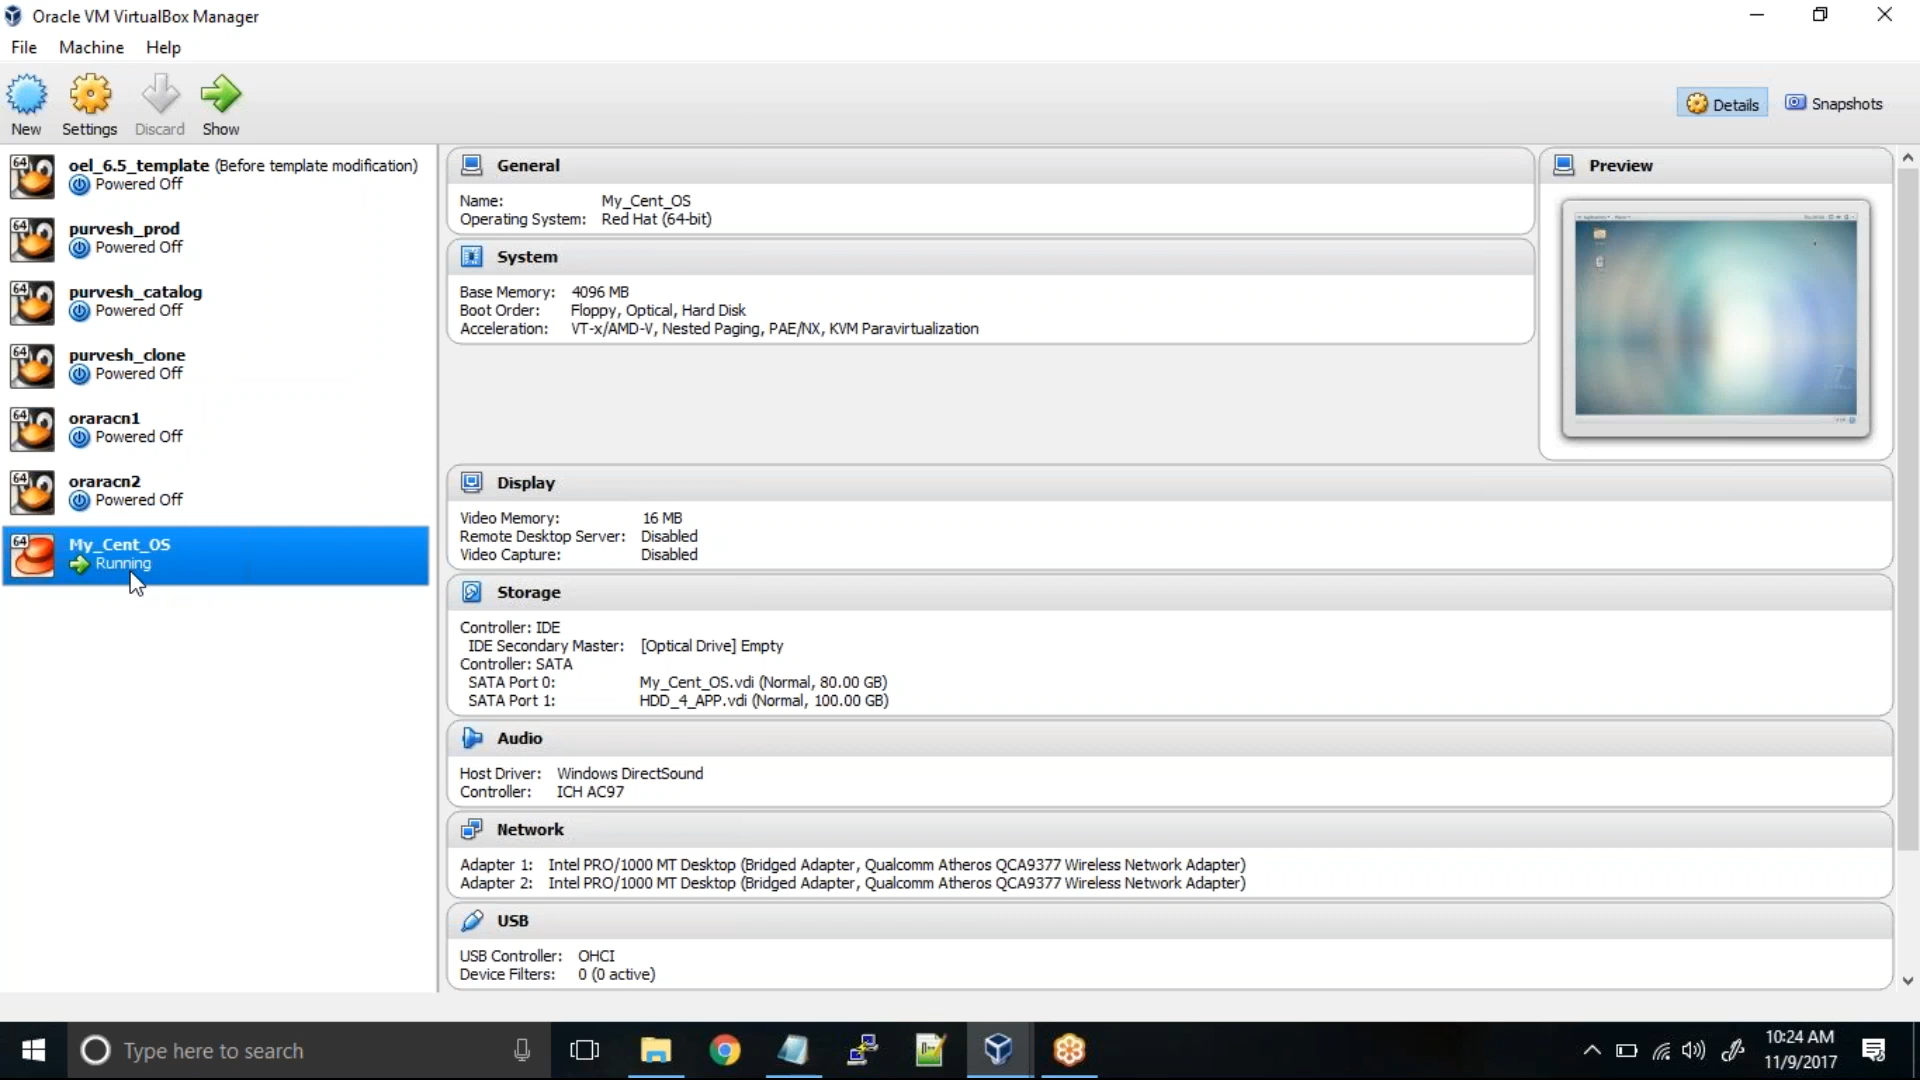 Oracle VM VirtualBox Manager
File Machine Help
New Settings Discard Show
Details Snapshots
64 oel_6.5_template (Before template modification)
Powered Off
64 purvesh_prod
Powered Off
64 purvesh_catalog
Powered Off
64 purvesh_clone
Powered Off
64 oraracn1
Powered Off
64 oraracn2
Powered Off
64 My_Cent_OS
Running
General
Name: My_Cent_OS
Operating System: Red Hat (64-bit)
System
Base Memory: 4096 MB
Boot Order: Floppy, Optical, Hard Disk
Acceleration: VT-x/AMD-V, Nested Paging, PAE/NX, KVM Paravirtualization
Preview
7
Display
Video Memory: 16 MB
Remote Desktop Server: Disabled
Video Capture: Disabled
Storage
Controller: IDE
IDE Secondary Master: [Optical Drive] Empty
Controller: SATA
SATA Port 0: My_Cent_OS.vdi (Normal, 80.00 GB)
SATA Port 1: HDD_4_APP.vdi (Normal, 100.00 GB)
Audio
Host Driver: Windows DirectSound
Controller: ICH AC97
Network
Adapter 1: Intel PRO/1000 MT Desktop (Bridged Adapter, Qualcomm Atheros QCA9377 Wireless Network Adapter)
Adapter 2: Intel PRO/1000 MT Desktop (Bridged Adapter, Qualcomm Atheros QCA9377 Wireless Network Adapter)
USB
USB Controller: OHCI
Device Filters: 0 (0 active)
Type here to search
10:24 AM
11/9/2017